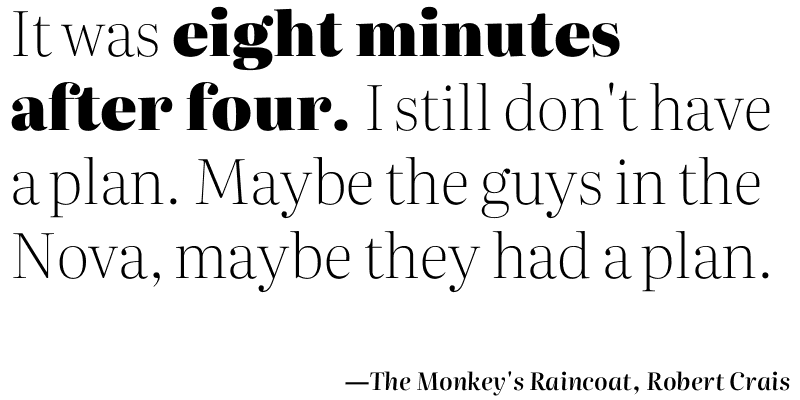 It was eight minutes
after four. I still don't have
a plan. Maybe the guys in the
Nova, maybe they had a plan.
—The Monkey's Raincoat, Robert Crais